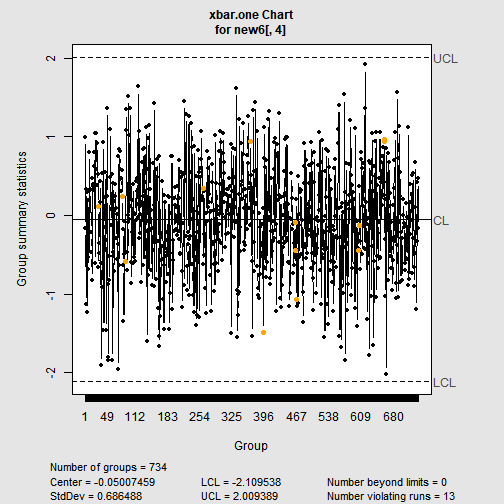 xbar.one Chart
for new6[, 4]
Group summary statistics
2
1
0
-1
-2
UCL
CL
LCL
1 49 112 183 254 325 396 467 538 609 680
Group
Number of groups = 734
Center = -0.05007459 LCL = -2.109538 Number beyond limits = 0
StdDev = 0.686488 UCL = 2.009389 Number violating runs = 13